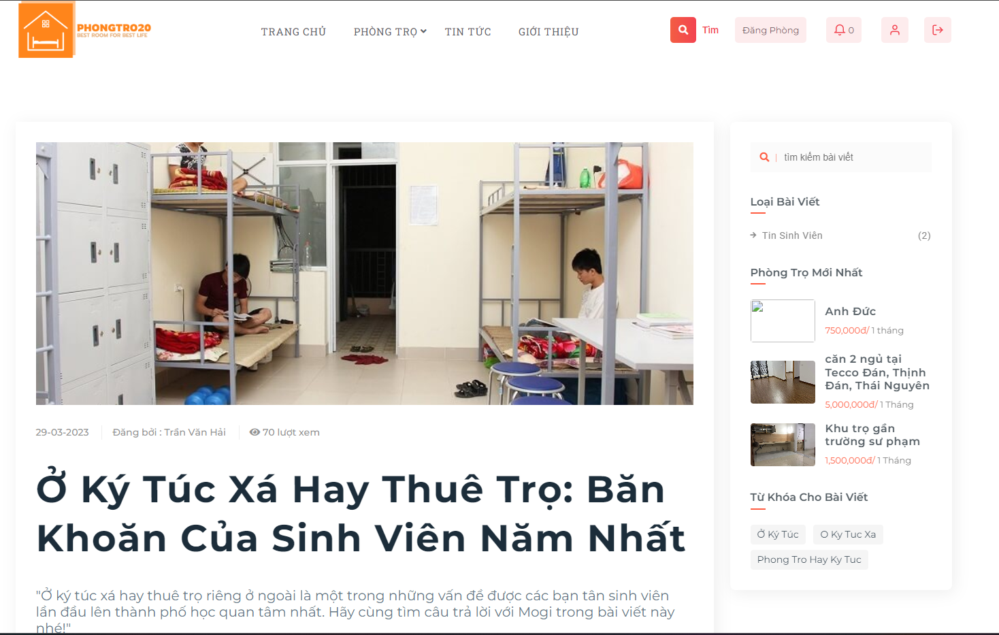 PHONGTRO20
BEST ROOM FOR BEST LIFE
TRANG CHỦ
PHÒNG TRỌ
TIN TỨC
GIỚI THIỆU
Tìm
Đăng Phòng
0
29-03-2023
Đăng bởi : Trần Văn Hải
70 lượt xem
Ở Ký Túc Xá Hay Thuê Trọ: Băn
Khoăn Của Sinh Viên Năm Nhất
"Ở ký túc xá hay thuê trọ riêng ở ngoài là một trong những vấn đề được các bạn tân sinh viên
lần đầu lên thành phố học quan tâm nhất. Hãy cùng tìm câu trả lời với Mogi trong bài viết này
nhé!"
tìm kiếm bài viết
Loại Bài Viết
Tin Sinh Viên (2)
Phòng Trọ Mới Nhất
Anh Đức
750,000đ/ 1 tháng
căn 2 ngủ tại
Tecco Đán, Thịnh
Đán, Thái Nguyên
5,000,000đ/ 1 Tháng
Khu trọ gần
trường sư phạm
1,500,000đ/ 1 Tháng
Từ Khóa Cho Bài Viết
Ở Ký Túc
O Ky Tuc Xa
Phong Tro Hay Ky Tuc